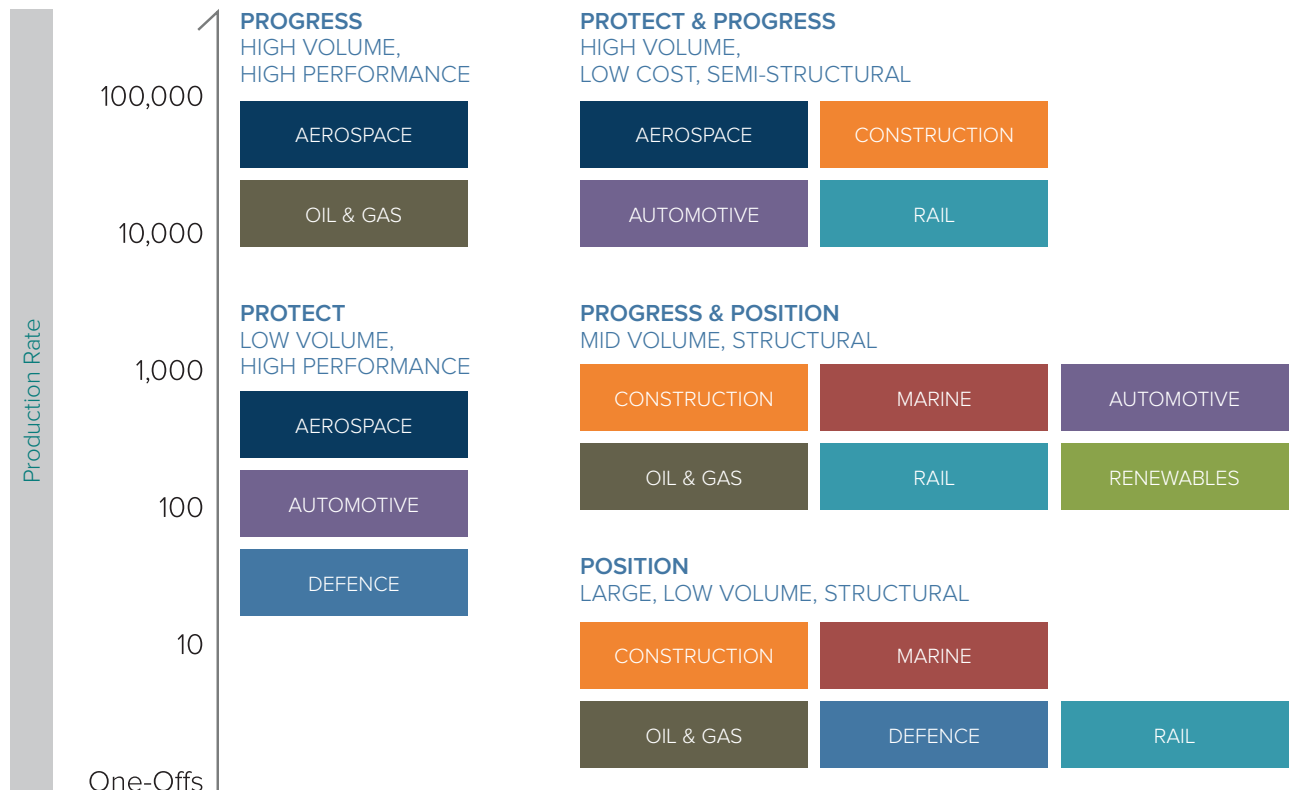 Production Rate
100,000
10,000
1,000
100
10
One-Offs
PROGRESS
HIGH VOLUME,
HIGH PERFORMANCE
AEROSPACE
OIL & GAS
PROTECT
LOW VOLUME,
HIGH PERFORMANCE
AEROSPACE
AUTOMOTIVE
DEFENCE
PROTECT & PROGRESS
HIGH VOLUME,
LOW COST, SEMI-STRUCTURAL
AEROSPACE
CONSTRUCTION
AUTOMOTIVE
RAIL
PROGRESS & POSITION
MID VOLUME, STRUCTURAL
CONSTRUCTION
MARINE
AUTOMOTIVE
OIL & GAS
RAIL
RENEWABLES
POSITION
LARGE, LOW VOLUME, STRUCTURAL
CONSTRUCTION
MARINE
OIL & GAS
DEFENCE
RAIL